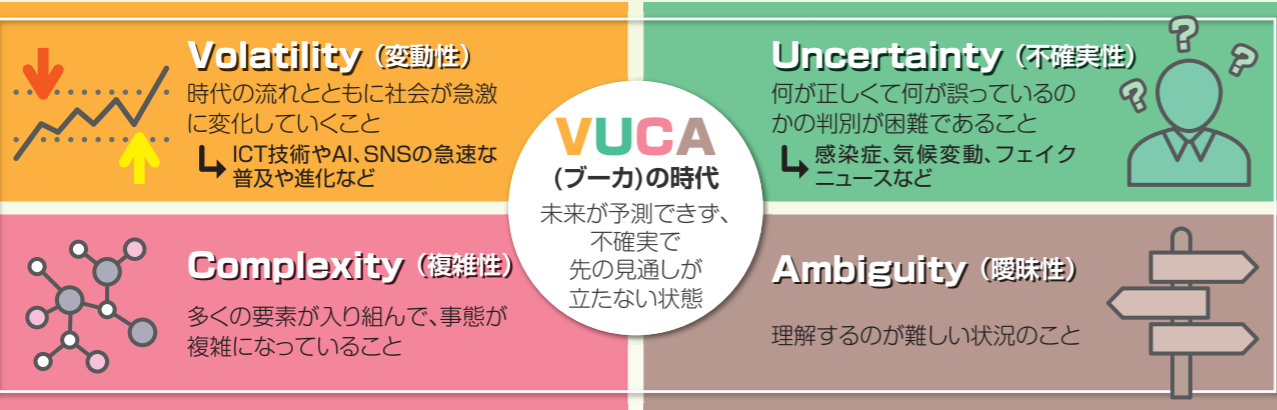 Volatility（変動性）
時代の流れとともに社会が急激
に変化していくこと
ICT技術やAI、SNSの急速な
普及や進化など
Uncertainty（不確実性）
何が正しくて何が誤っているの
かの判別が困難であること
感染症、気候変動、フェイク
ニュースなど
? ? ?
VUCA
(ブーカ)の時代
未来が予測できず、
不確実で
先の見通しが
立たない状態
Complexity（複雑性）
多くの要素が入り組んで、事態が
複雑になっていること
Ambiguity（曖昧性）
理解するのが難しい状況のこと